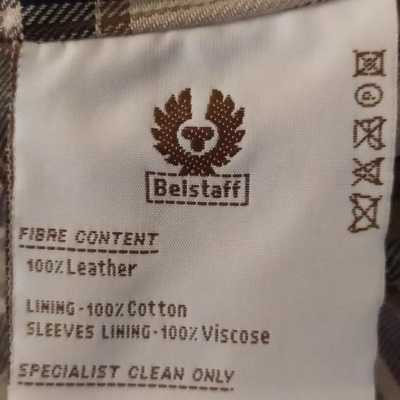 Belstaff
FIBRE CONTENT
100% Leather
LINING - 100% Cotton
SLEEVES LINING - 100% Viscose
SPECIALIST CLEAN ONLY